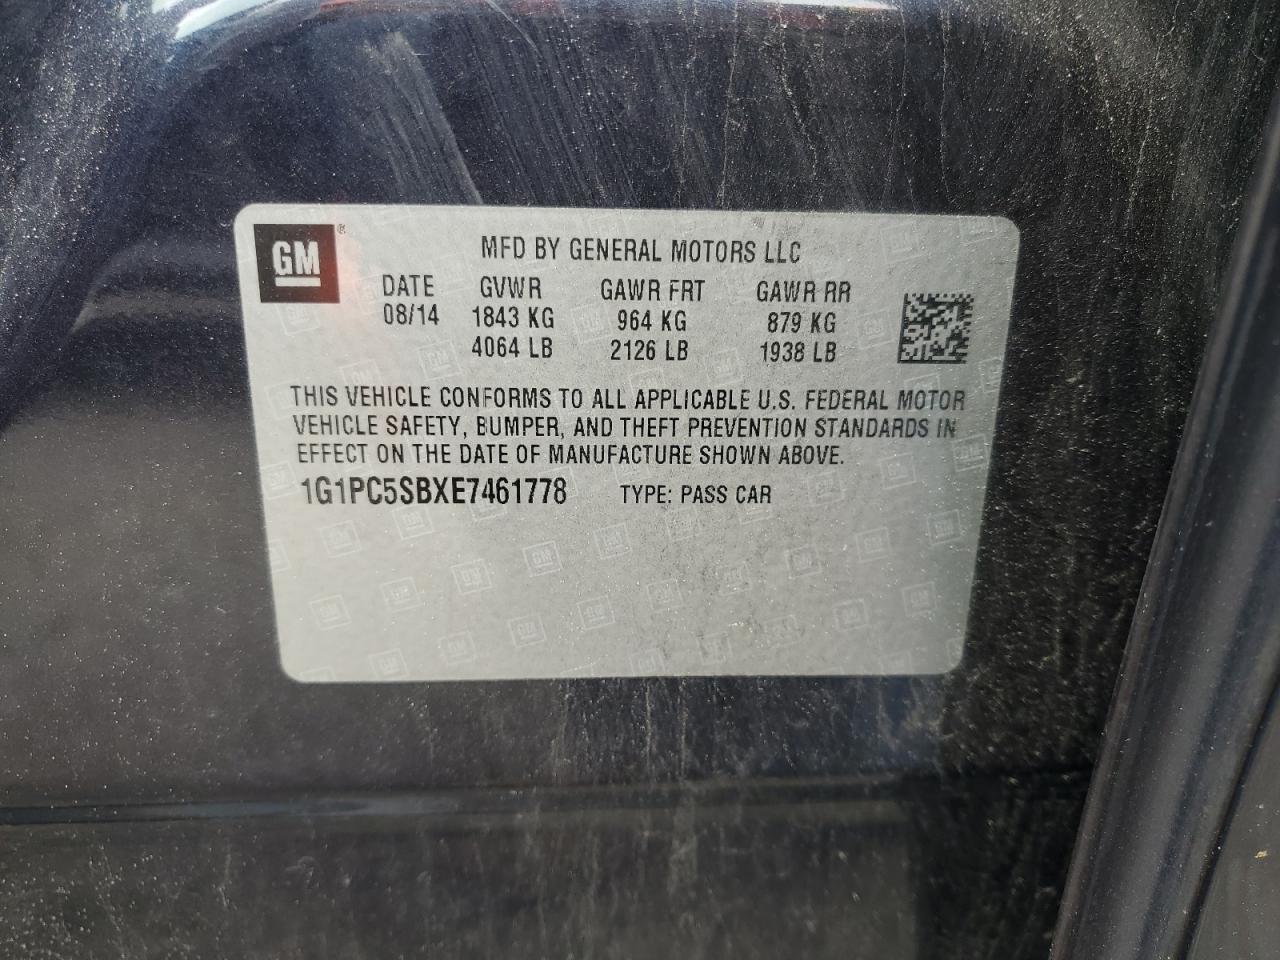 GM®
MFD BY GENERAL MOTORS LLC
DATE GVWR GAWR FRT GAWR RR
08/14 1843 KG 964 KG 879 KG
4064 LB 2126 LB 1938 LB
THIS VEHICLE CONFORMS TO ALL APPLICABLE U.S. FEDERAL MOTOR
VEHICLE SAFETY, BUMPER, AND THEFT PREVENTION STANDARDS IN
EFFECT ON THE DATE OF MANUFACTURE SHOWN ABOVE.
1G1PC5SBXE7461778 TYPE: PASS CAR